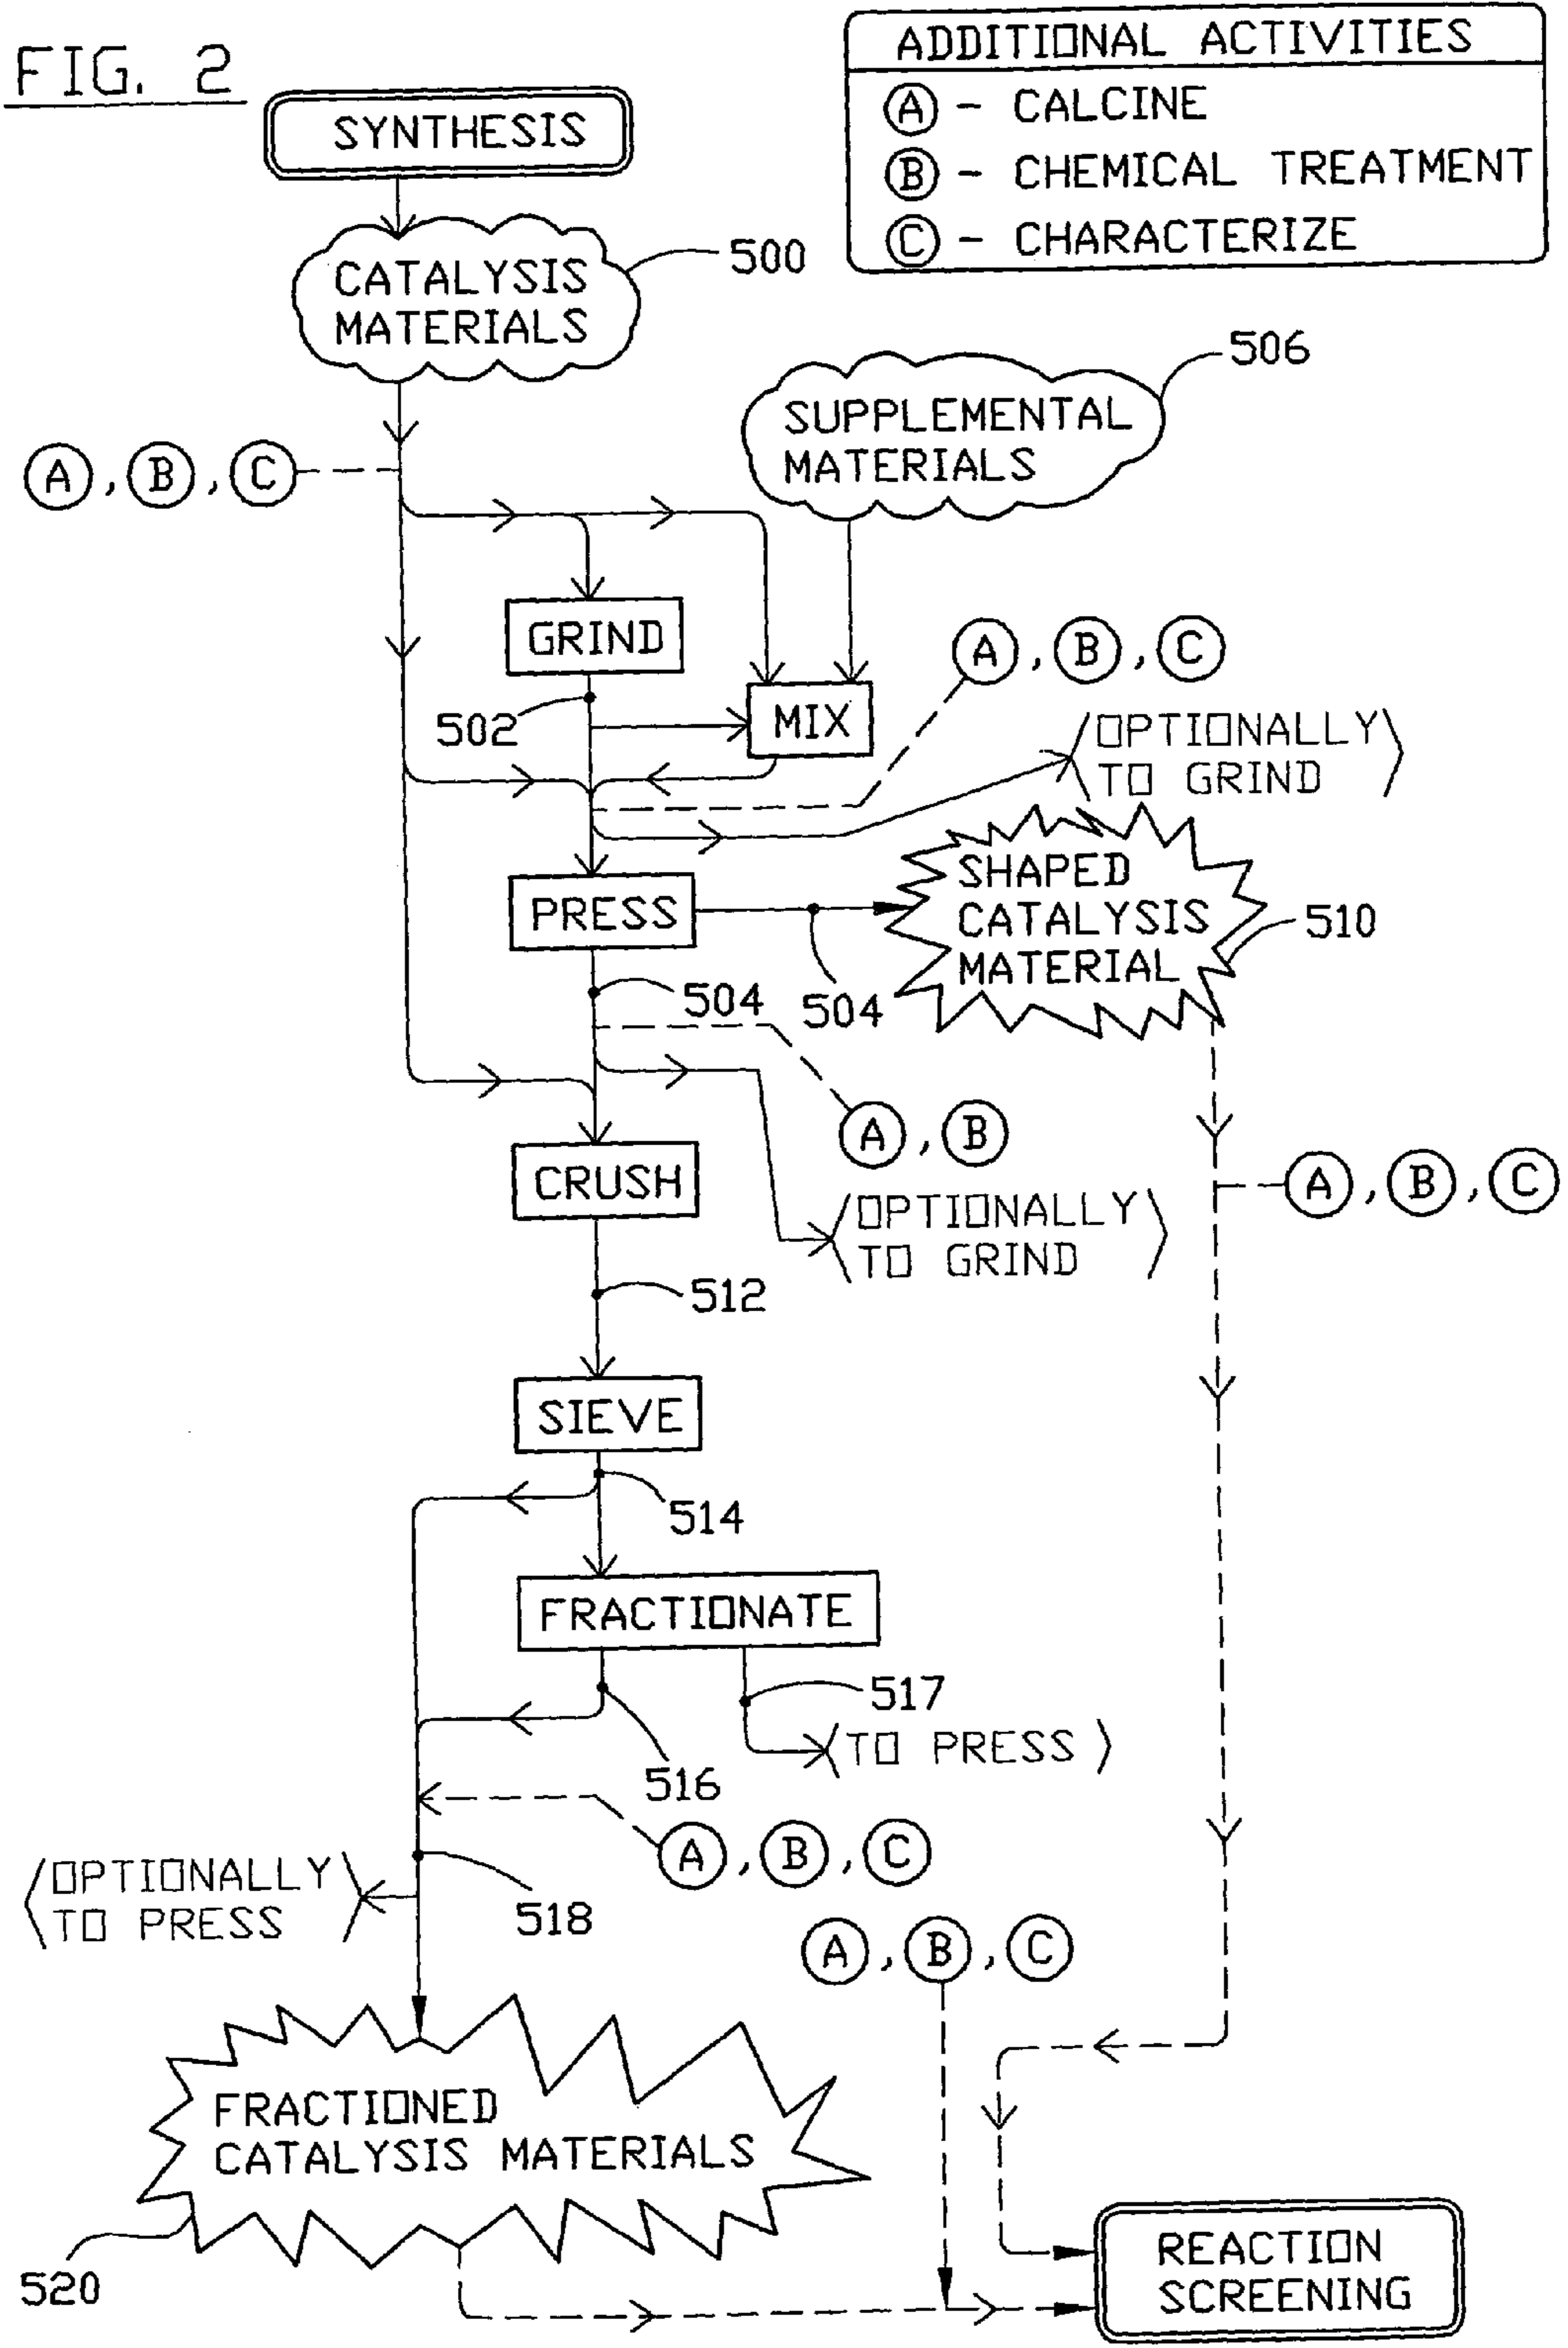 FIG. 2
ADDITIONAL ACTIVITIES
A - CALCINE
B - CHEMICAL TREATMENT
C - CHARACTERIZE
SYNTHESIS
CATALYSIS
MATERIALS
500
506
SUPPLEMENTAL
MATERIALS
A, B, C
GRIND
A, B, C
502
MIX
⟨OPTIONALLY
TO GRIND⟩
PRESS
SHAPED
CATALYSIS
MATERIAL
510
504
504
A, B
CRUSH
A, B, C
⟨OPTIONALLY
TO GRIND⟩
512
SIEVE
514
FRACTIONATE
517
⟨TO PRESS⟩
516
A, B, C
⟨OPTIONALLY
TO PRESS⟩
518
A, B, C
FRACTIONED
CATALYSIS MATERIALS
520
REACTION
SCREENING